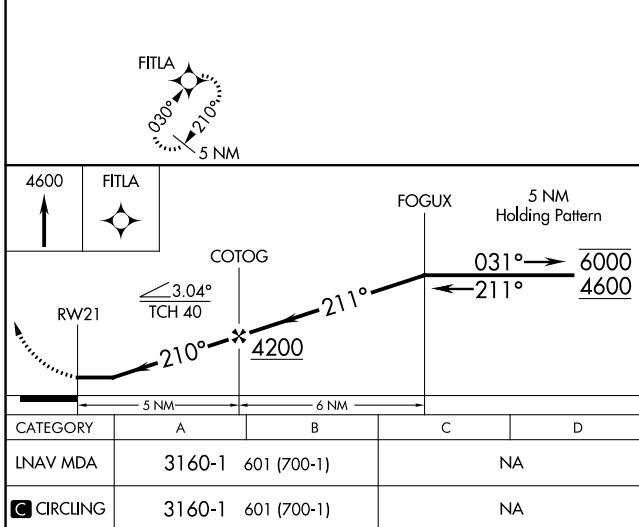 FITLA
030°
210°
5 NM
4600
FITLA
FOGUX
5 NM
Holding Pattern
COTOG
031°
6000
211°
4600
3.04°
TCH 40
211°
RW21
210°
4200
5 NM
6 NM
CATEGORY A B C D
LNAV MDA 3160-1 601 (700-1) NA
C CIRCLING 3160-1 601 (700-1) NA